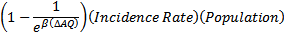 (1 − 1/e^β(ΔAQ))(Incidence Rate)(Population)